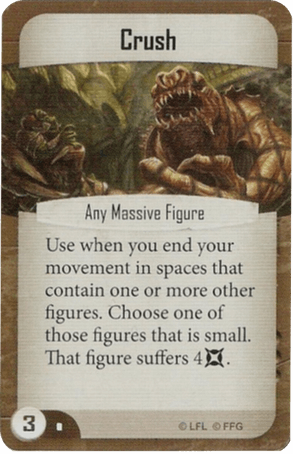 Crush
Any Massive Figure
Use when you end your
movement in spaces that
contain one or more other
figures. Choose one of
those figures that is small.
That figure suffers 4 .
3
© LFL © FFG